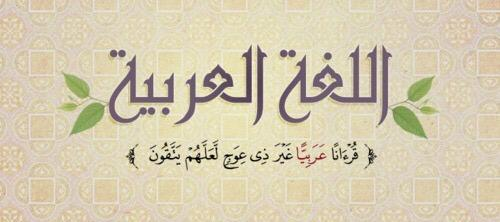 اللغة العربية
﴿ قُرْءَانًا عَرَبِيًّا غَيْرَ ذِى عِوَجٍ لَّعَلَّهُمْ يَتَّقُونَ ﴾